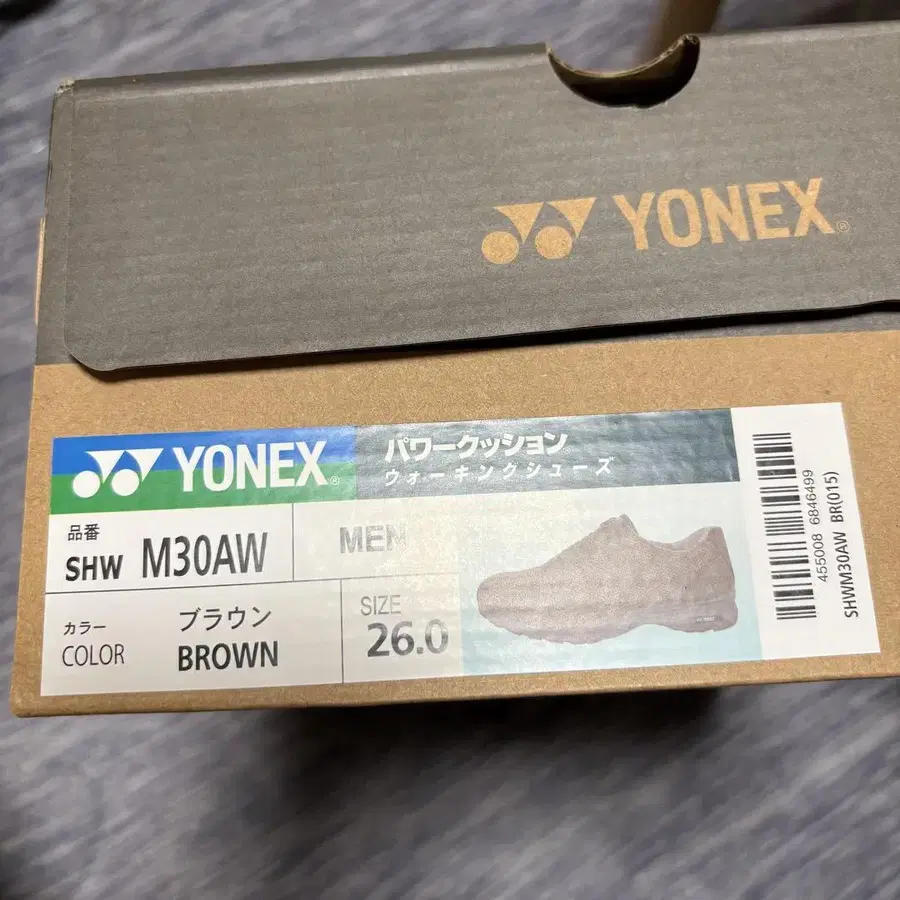 YONEX®
YONEX®
パワークッション
ウォーキングシューズ
品番
SHW M30AW
MEN
カラー
COLOR
ブラウン
BROWN
SIZE
26.0
455008 6846499
SHWM30AW BR(015)